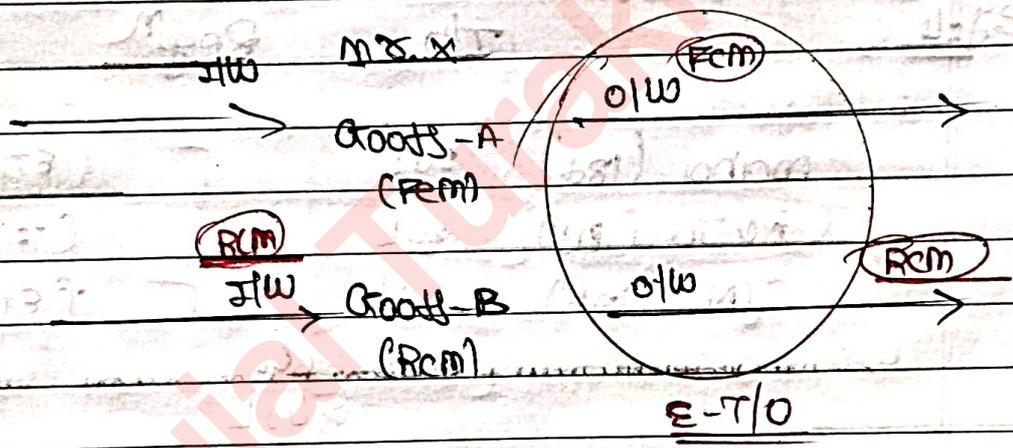 Mr. X
FCM
I/W
O/W
Goods-A
(FCM)
RCM
RCM
I/W
Goods-B
O/W
(RCM)
Σ-T/O